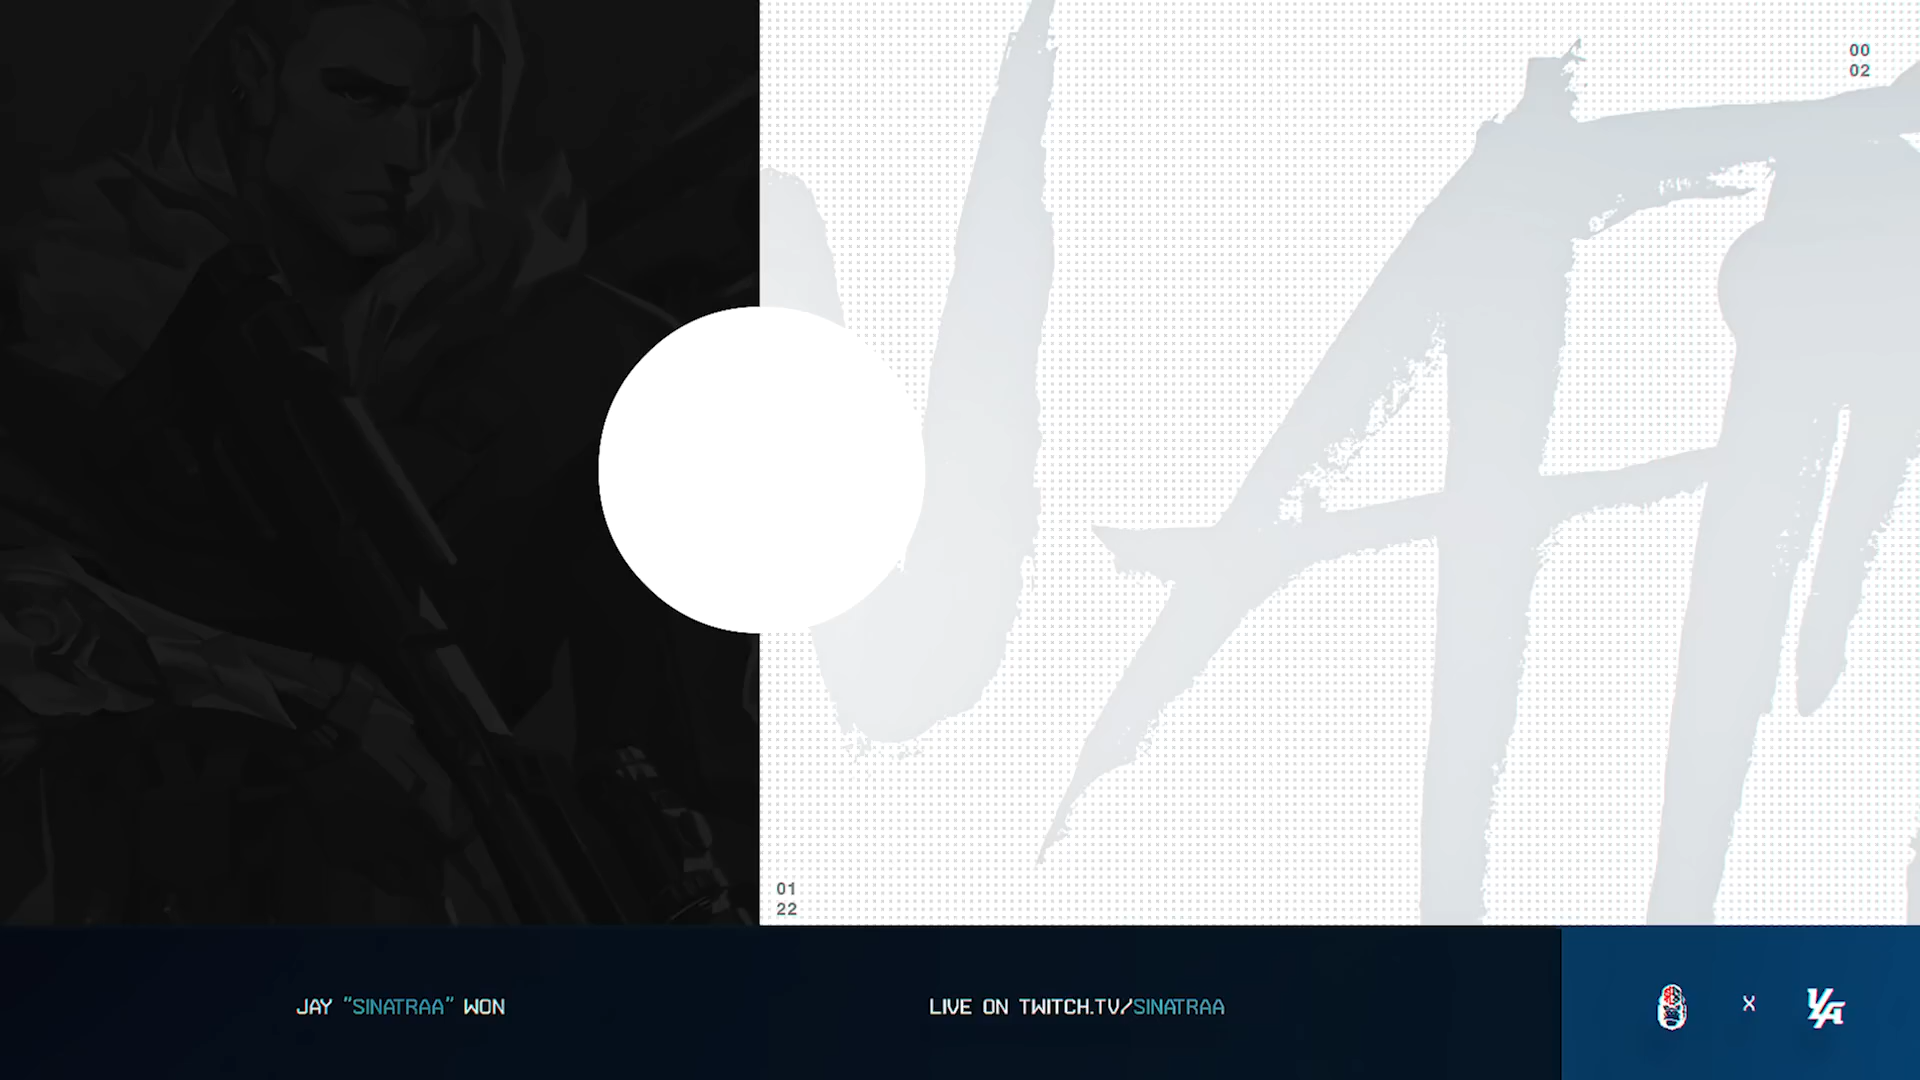 00
02
01
22
JAY "SINATRAA" WON
LIVE ON TWITCH.TV/SINATRAA
X